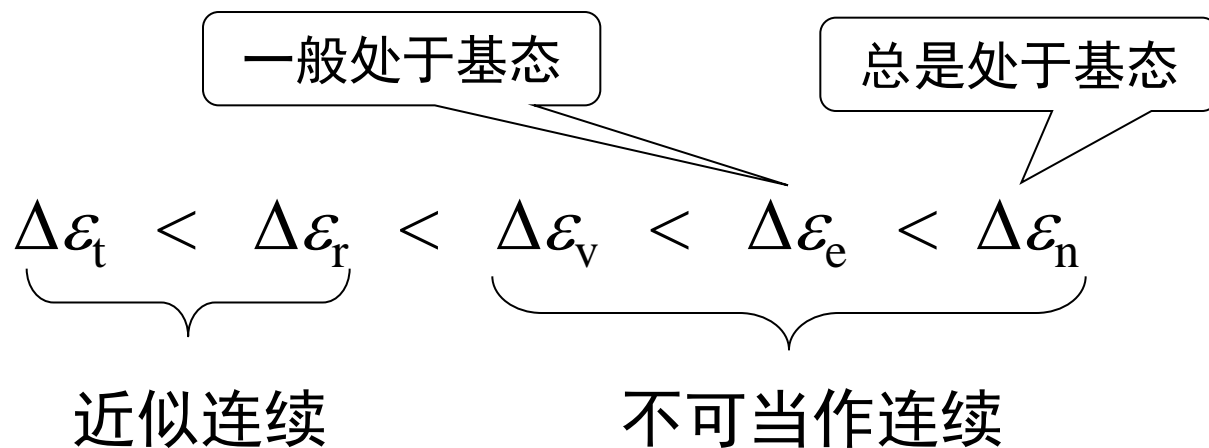 一般处于基态 总是处于基态
Δεt < Δεr < Δεv < Δεe < Δεn
近似连续 不可当作连续